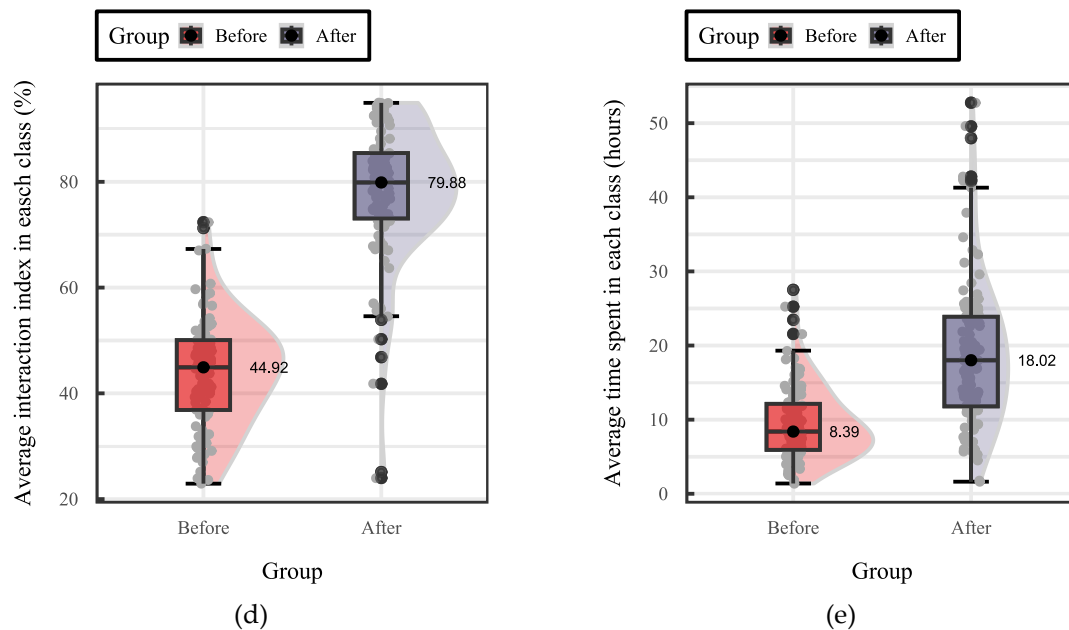 Group Before After
Average interaction index in easch class (%)
80
60
40
20
79.88
44.92
Before After
Group
(d)
Group Before After
Average time spent in each class (hours)
50
40
30
20
10
0
18.02
8.39
Before After
Group
(e)